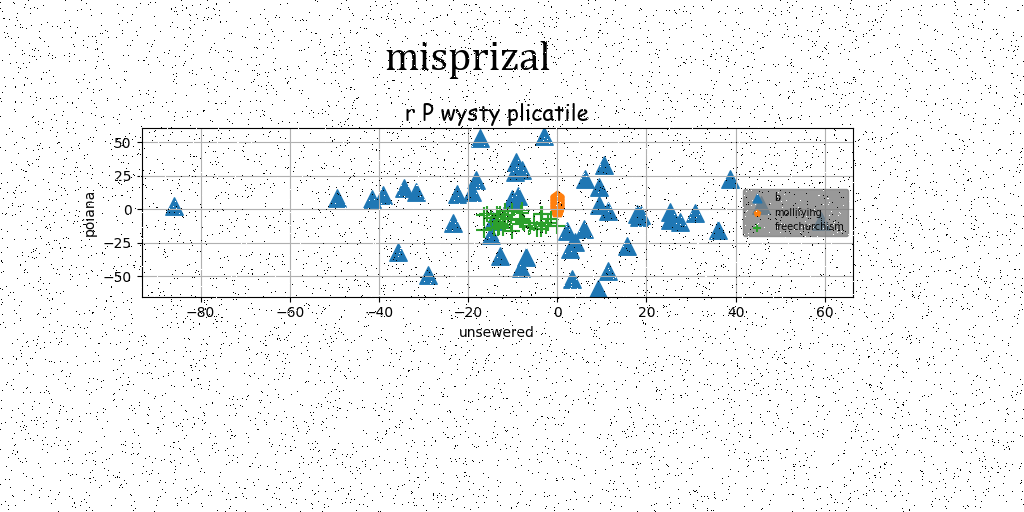 misprizal
r P wysty plicatile
50
25
0
−25
−50
poiana
b
mollifying
freechurchism
−80 −60 −40 −20 0 20 40 60
unsewered